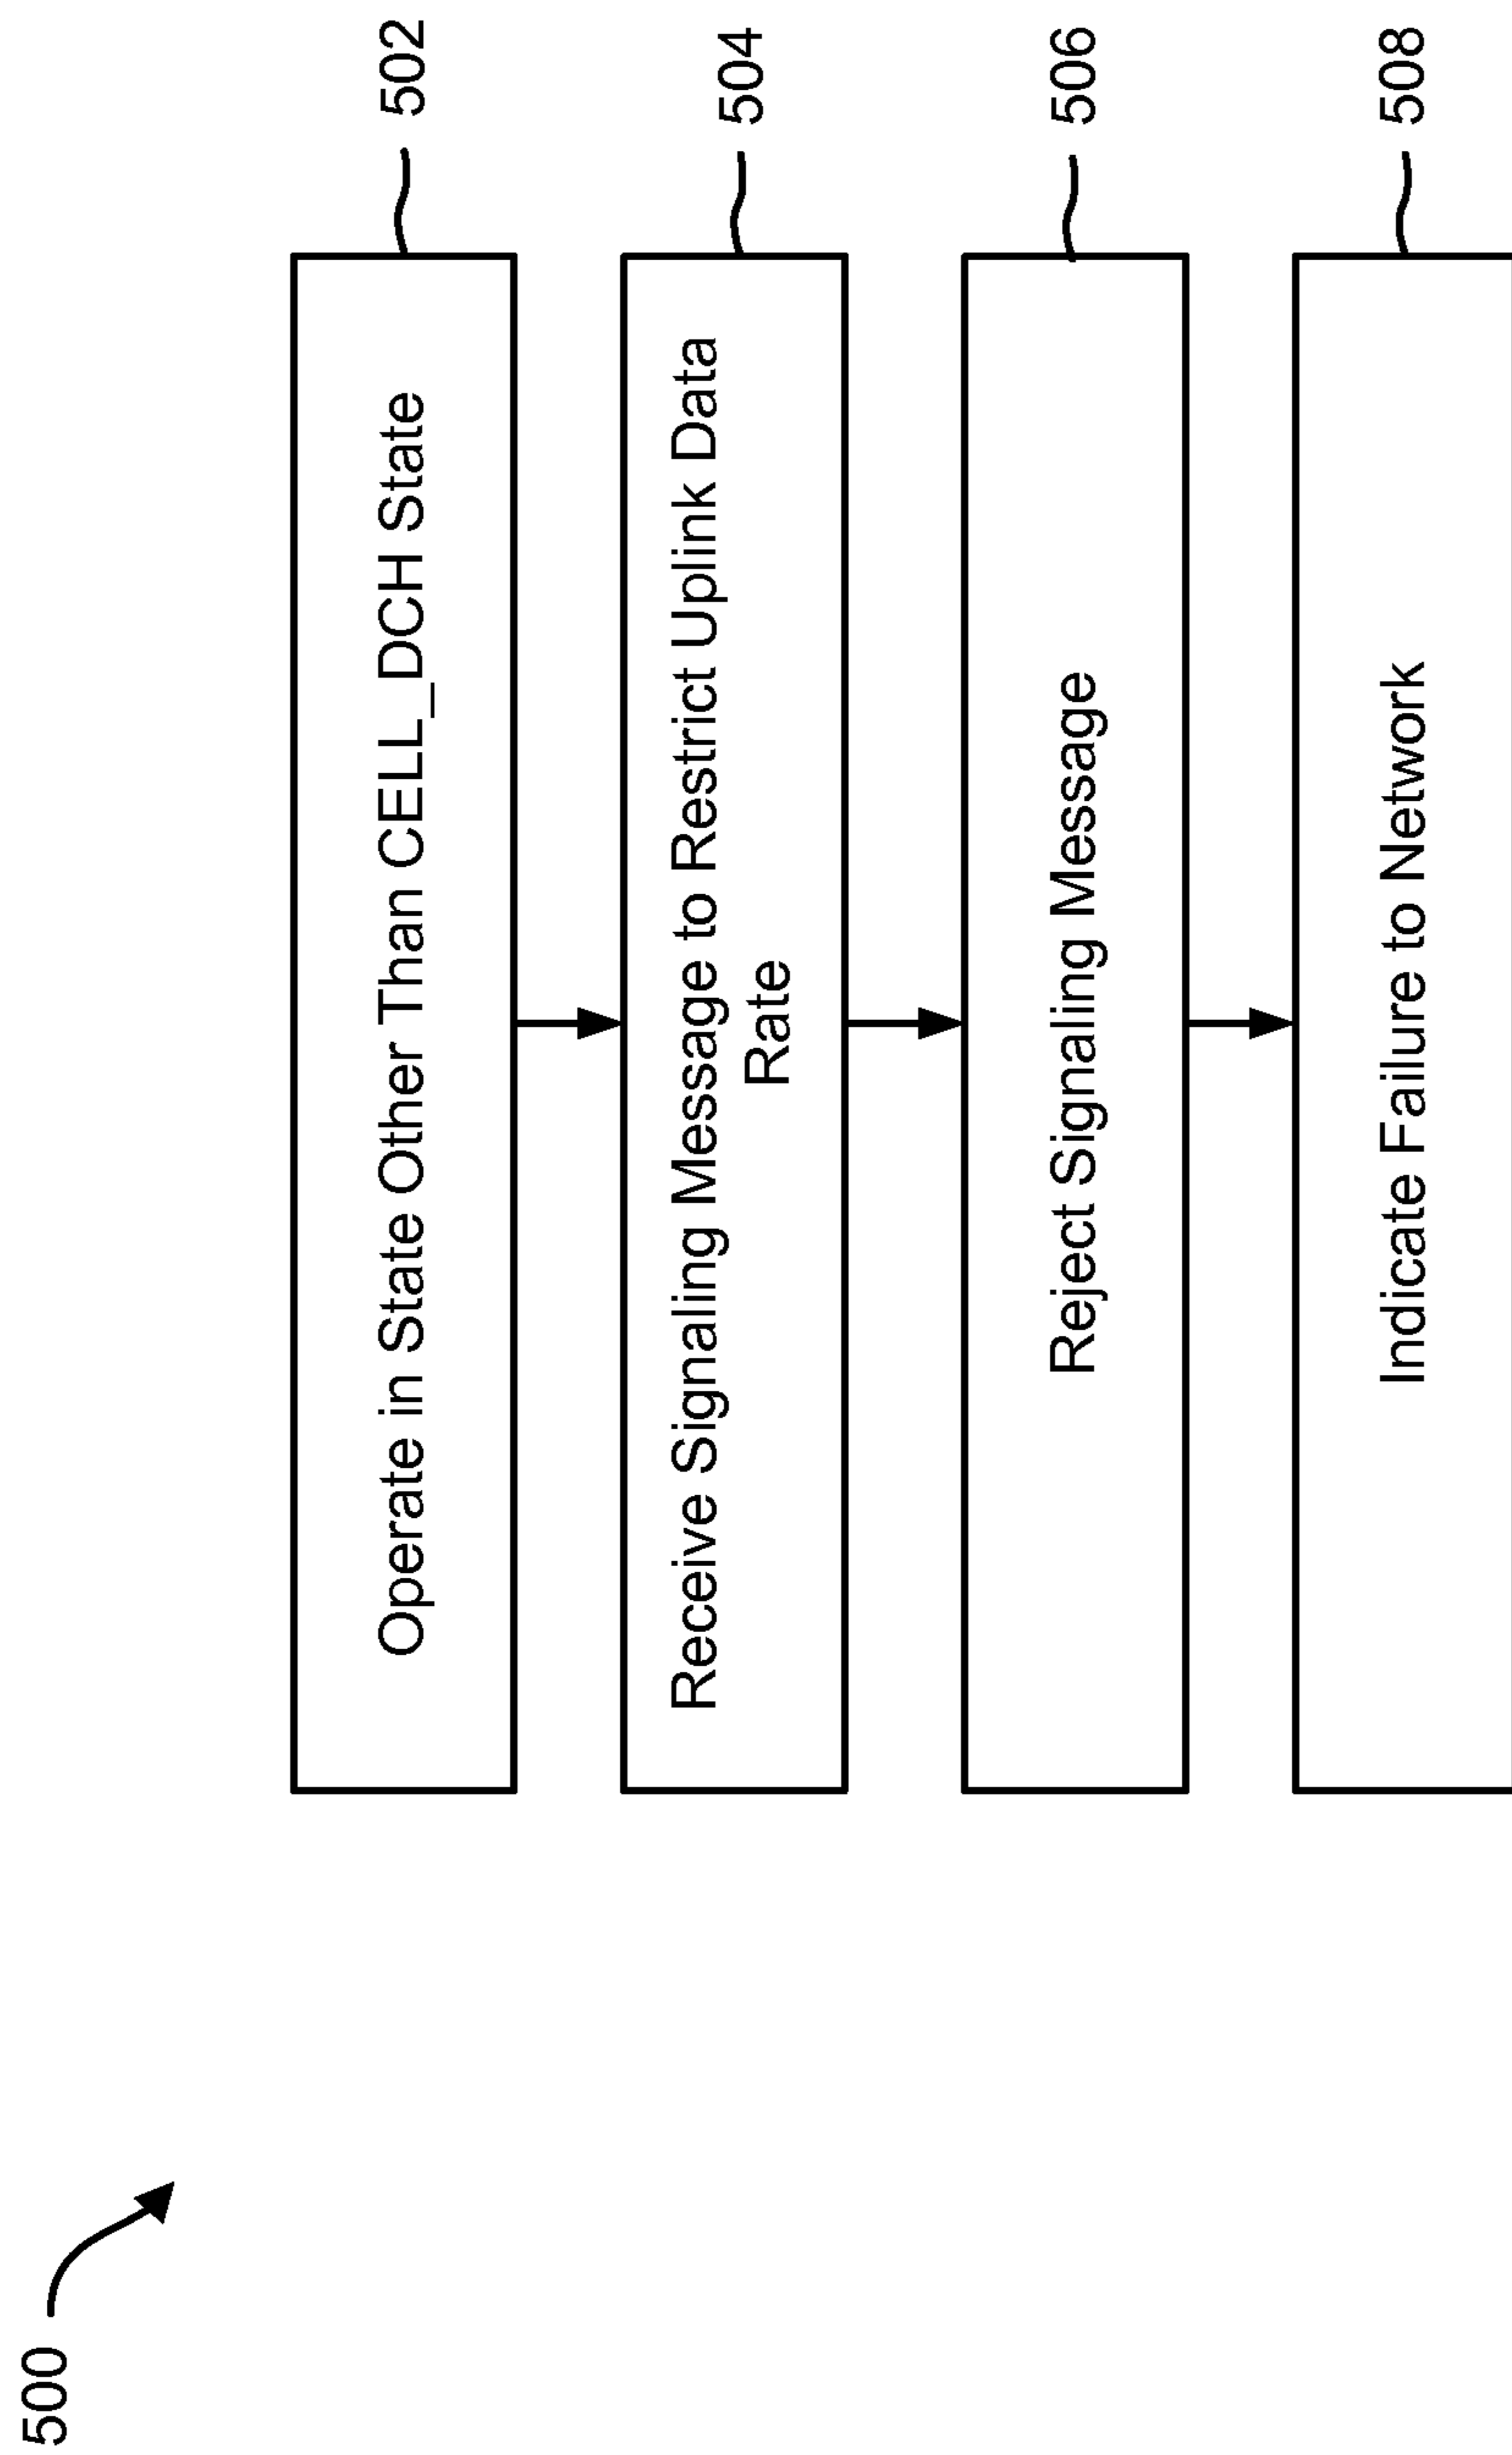 500
Operate in State Other Than CELL_DCH State
502
Receive Signaling Message to Restrict Uplink Data
Rate
504
Reject Signaling Message
506
Indicate Failure to Network
508